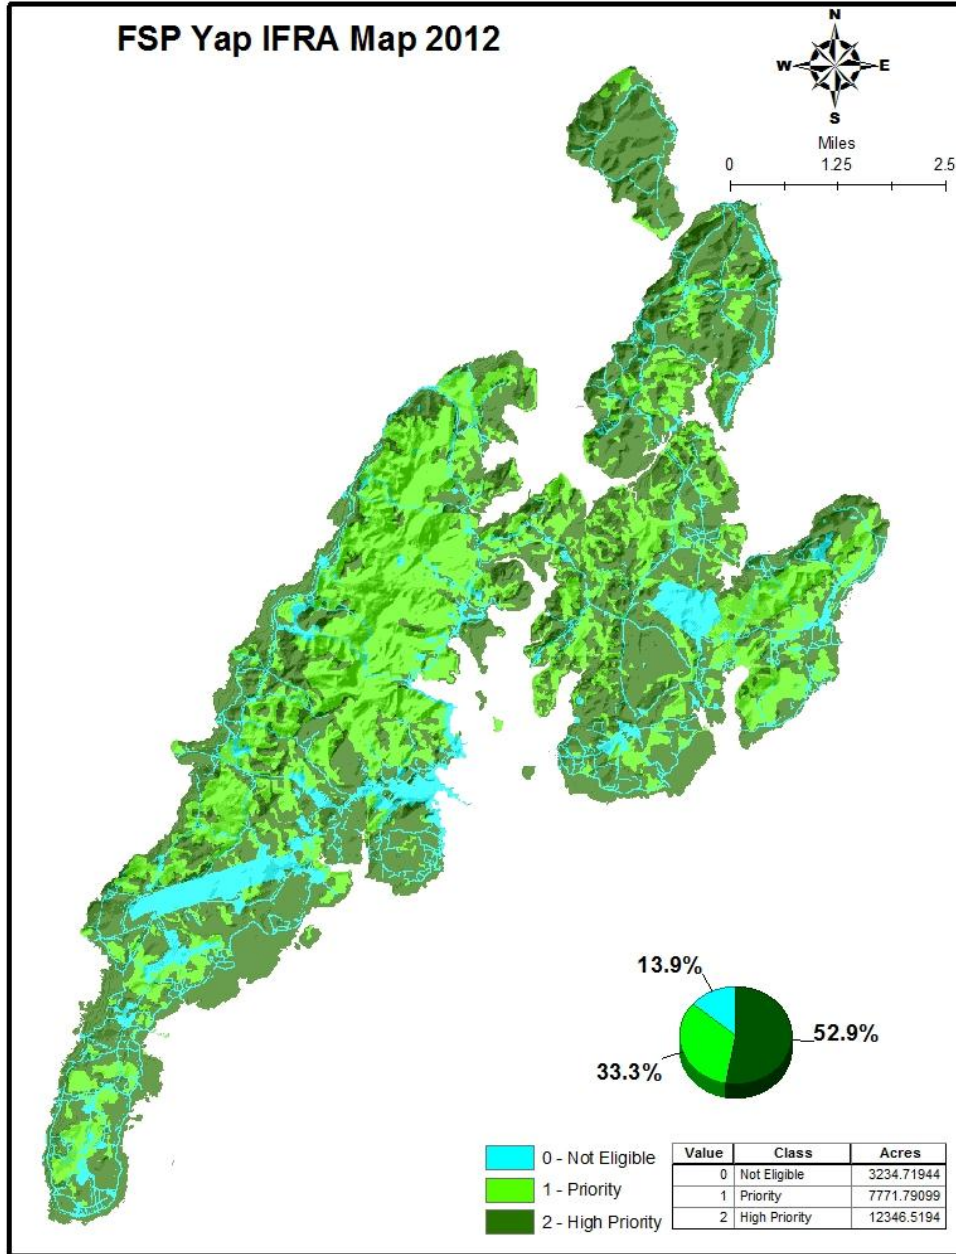 FSP Yap IFRA Map 2012
N
W E
S
Miles
0 1.25 2.5
13.9%
52.9%
33.3%
0 - Not Eligible
1 - Priority
2 - High Priority
Value Class Acres
0 Not Eligible 3234.71944
1 Priority 7771.79099
2 High Priority 12346.5194